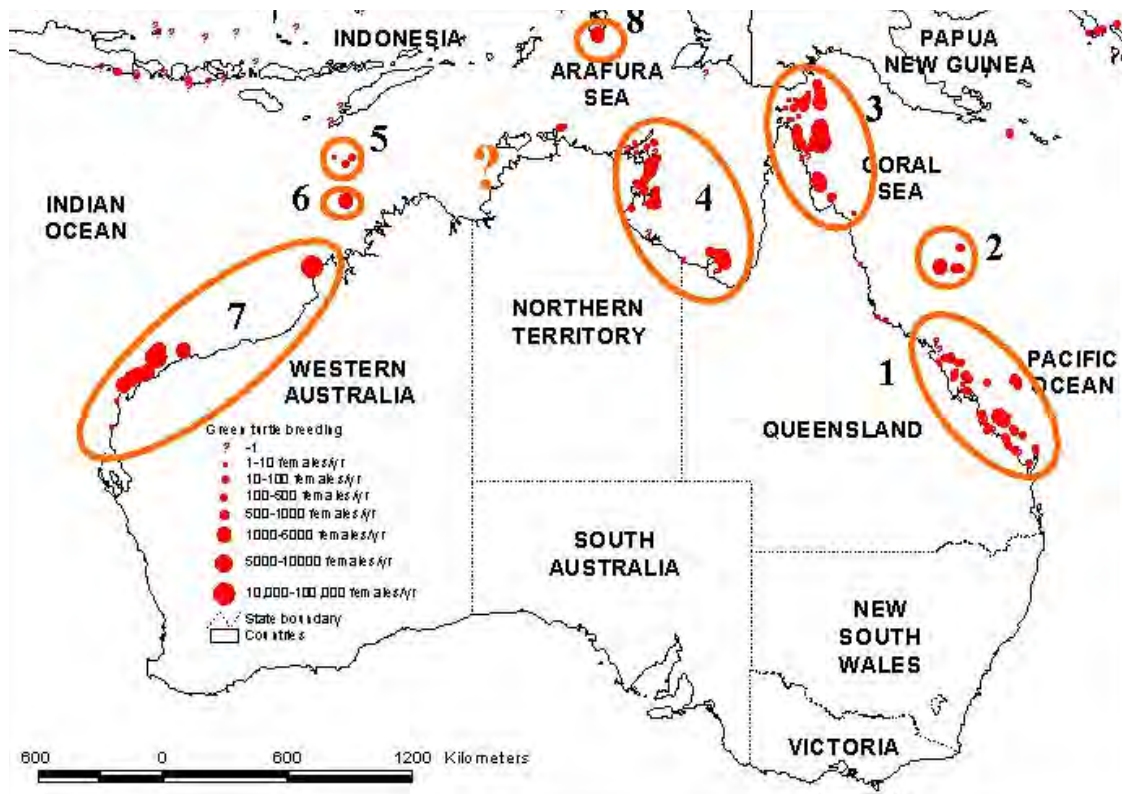 INDONESIA
8
ARAFURA
SEA
PAPUA
NEW GUINEA
3
5
?
CORAL
SEA
6
4
INDIAN
OCEAN
2
7
NORTHERN
TERRITORY
1
PACIFIC
OCEAN
WESTERN
AUSTRALIA
QUEENSLAND
Green turtle breeding
? -1
1-10 females/yr
10-100 females/yr
100-500 females/yr
500-1000 females/yr
1000-5000 females/yr
5000-10000 females/yr
10,000-100,000 females/yr
State boundary
Countries
SOUTH
AUSTRALIA
NEW
SOUTH
WALES
VICTORIA
600 0 600 1200 Kilometers